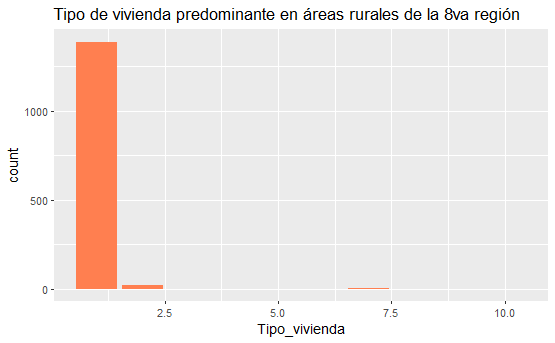 Tipo de vivienda predominante en áreas rurales de la 8va región
count
1000
500
0
2.5 5.0 7.5 10.0
Tipo_vivienda